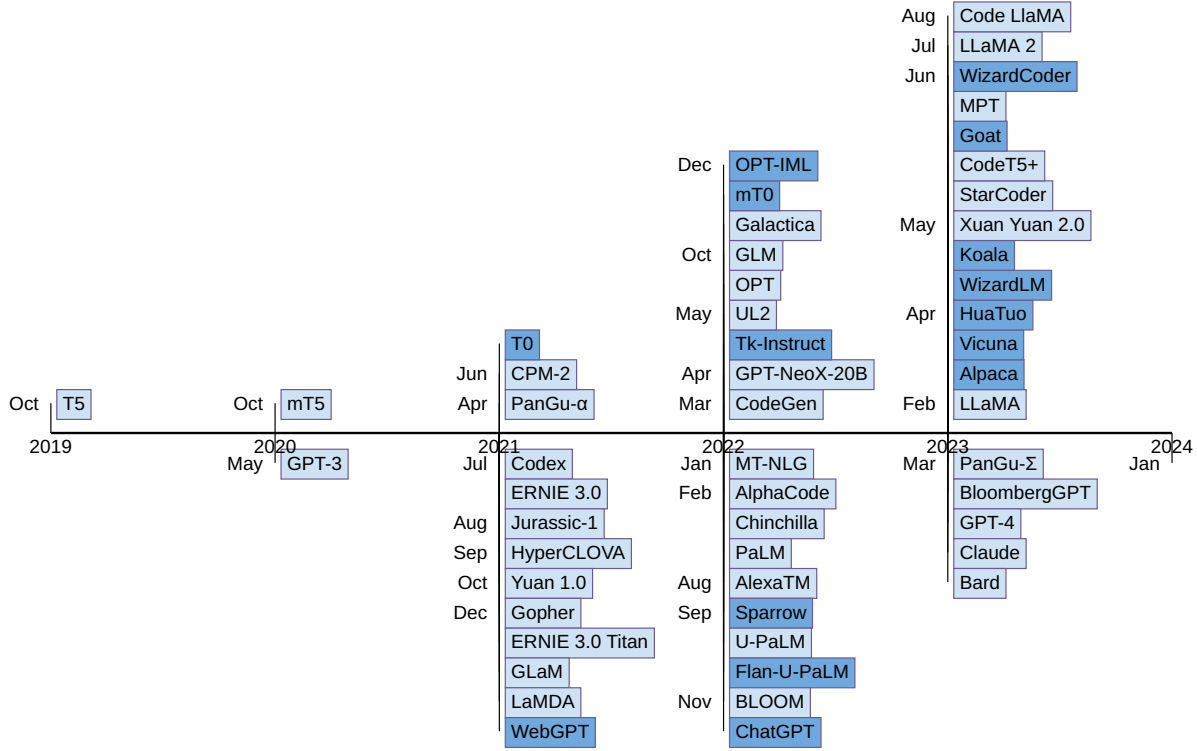 Aug Code LlaMA
Jul LLaMA 2
Jun WizardCoder
MPT
Goat
Dec OPT-IML CodeT5+
mT0 StarCoder
Galactica May Xuan Yuan 2.0
Oct GLM Koala
OPT WizardLM
May UL2 Apr HuaTuo
T0 Tk-Instruct Vicuna
Jun CPM-2 Apr GPT-NeoX-20B Alpaca
Oct T5 Oct mT5 Apr PanGu-α Mar CodeGen Feb LLaMA
2019 2020 2021 2022 2023 2024
May GPT-3 Jul Codex Jan MT-NLG Mar PanGu-Σ Jan
ERNIE 3.0 Feb AlphaCode BloombergGPT
Aug Jurassic-1 Chinchilla GPT-4
Sep HyperCLOVA PaLM Claude
Oct Yuan 1.0 Aug AlexaTM Bard
Dec Gopher Sep Sparrow
ERNIE 3.0 Titan U-PaLM
GLaM Flan-U-PaLM
LaMDA Nov BLOOM
WebGPT ChatGPT